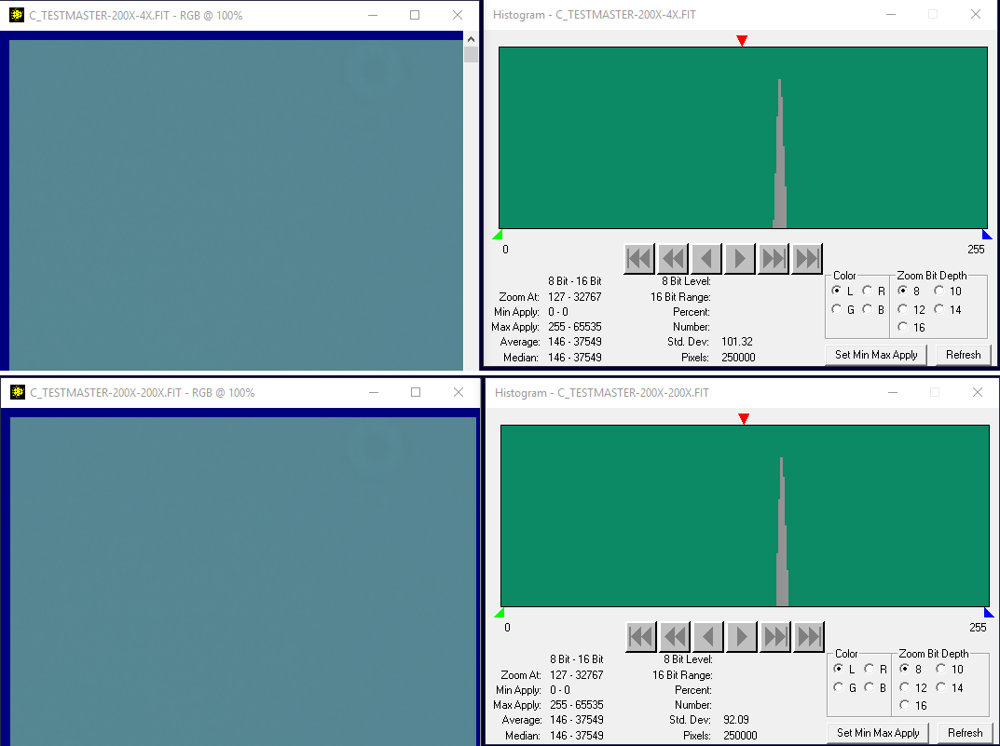 C_TESTMASTER-200X-4X.FIT - RGB @ 100%
Histogram - C_TESTMASTER-200X-4X.FIT
0 255
8 Bit - 16 Bit 8 Bit Level:
Zoom At: 127 - 32767 16 Bit Range:
Min Apply: 0 - 0 Percent:
Max Apply: 255 - 65535 Number:
Average: 146 - 37549 Std. Dev: 101.32
Median: 146 - 37549 Pixels: 250000
Color
L R
G B
Zoom Bit Depth
8 10
12 14
16
Set Min Max Apply Refresh
C_TESTMASTER-200X-200X.FIT - RGB @ 100%
Histogram - C_TESTMASTER-200X-200X.FIT
0 255
8 Bit - 16 Bit 8 Bit Level:
Zoom At: 127 - 32767 16 Bit Range:
Min Apply: 0 - 0 Percent:
Max Apply: 255 - 65535 Number:
Average: 146 - 37549 Std. Dev: 92.09
Median: 146 - 37549 Pixels: 250000
Color
L R
G B
Zoom Bit Depth
8 10
12 14
16
Set Min Max Apply Refresh